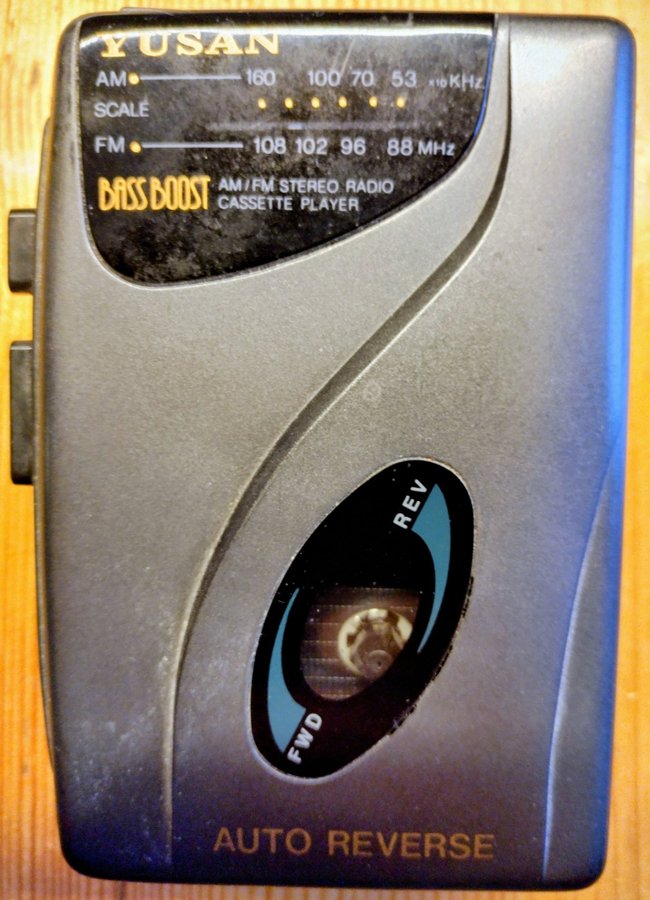 YUSAN
AM 160 100 70 53 x10 KHz
SCALE
FM 108 102 96 88 MHz
BASS BOOST AM/FM STEREO RADIO
CASSETTE PLAYER
REV
FWD
AUTO REVERSE